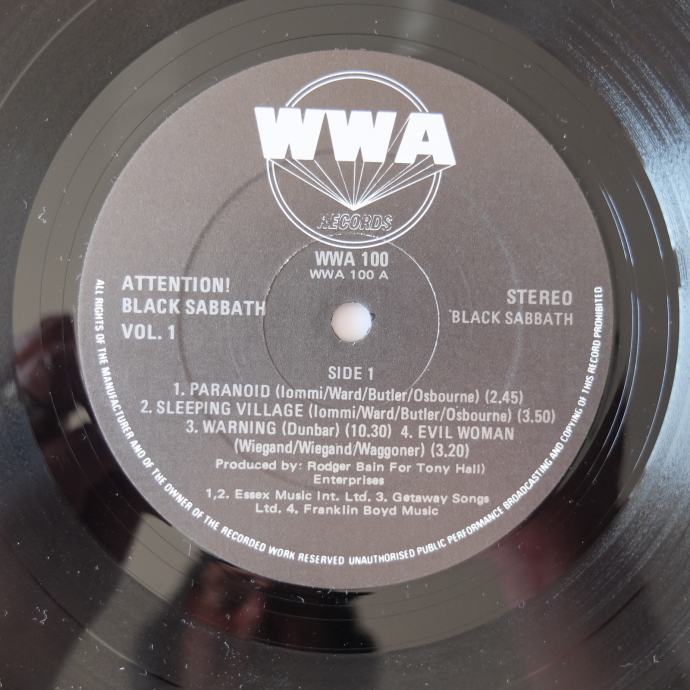 WWA
RECORDS
WWA 100
WWA 100 A
ATTENTION!
BLACK SABBATH
VOL. 1
STEREO
BLACK SABBATH
SIDE 1
1. PARANOID (Iommi/Ward/Butler/Osbourne) (2.45)
2. SLEEPING VILLAGE (Iommi/Ward/Butler/Osbourne) (3.50)
3. WARNING (Dunbar) (10.30) 4. EVIL WOMAN
(Wiegand/Wiegand/Waggoner) (3.20)
Produced by: Rodger Bain For Tony Hall)
Enterprises
1,2. Essex Music Int. Ltd. 3. Getaway Songs
Ltd. 4. Franklin Boyd Music
ALL RIGHTS OF THE MANUFACTURER AND OF THE OWNER OF THE RECORDED WORK RESERVED UNAUTHORISED PUBLIC PERFORMANCE BROADCASTING AND COPYING OF THIS RECORD PROHIBITED